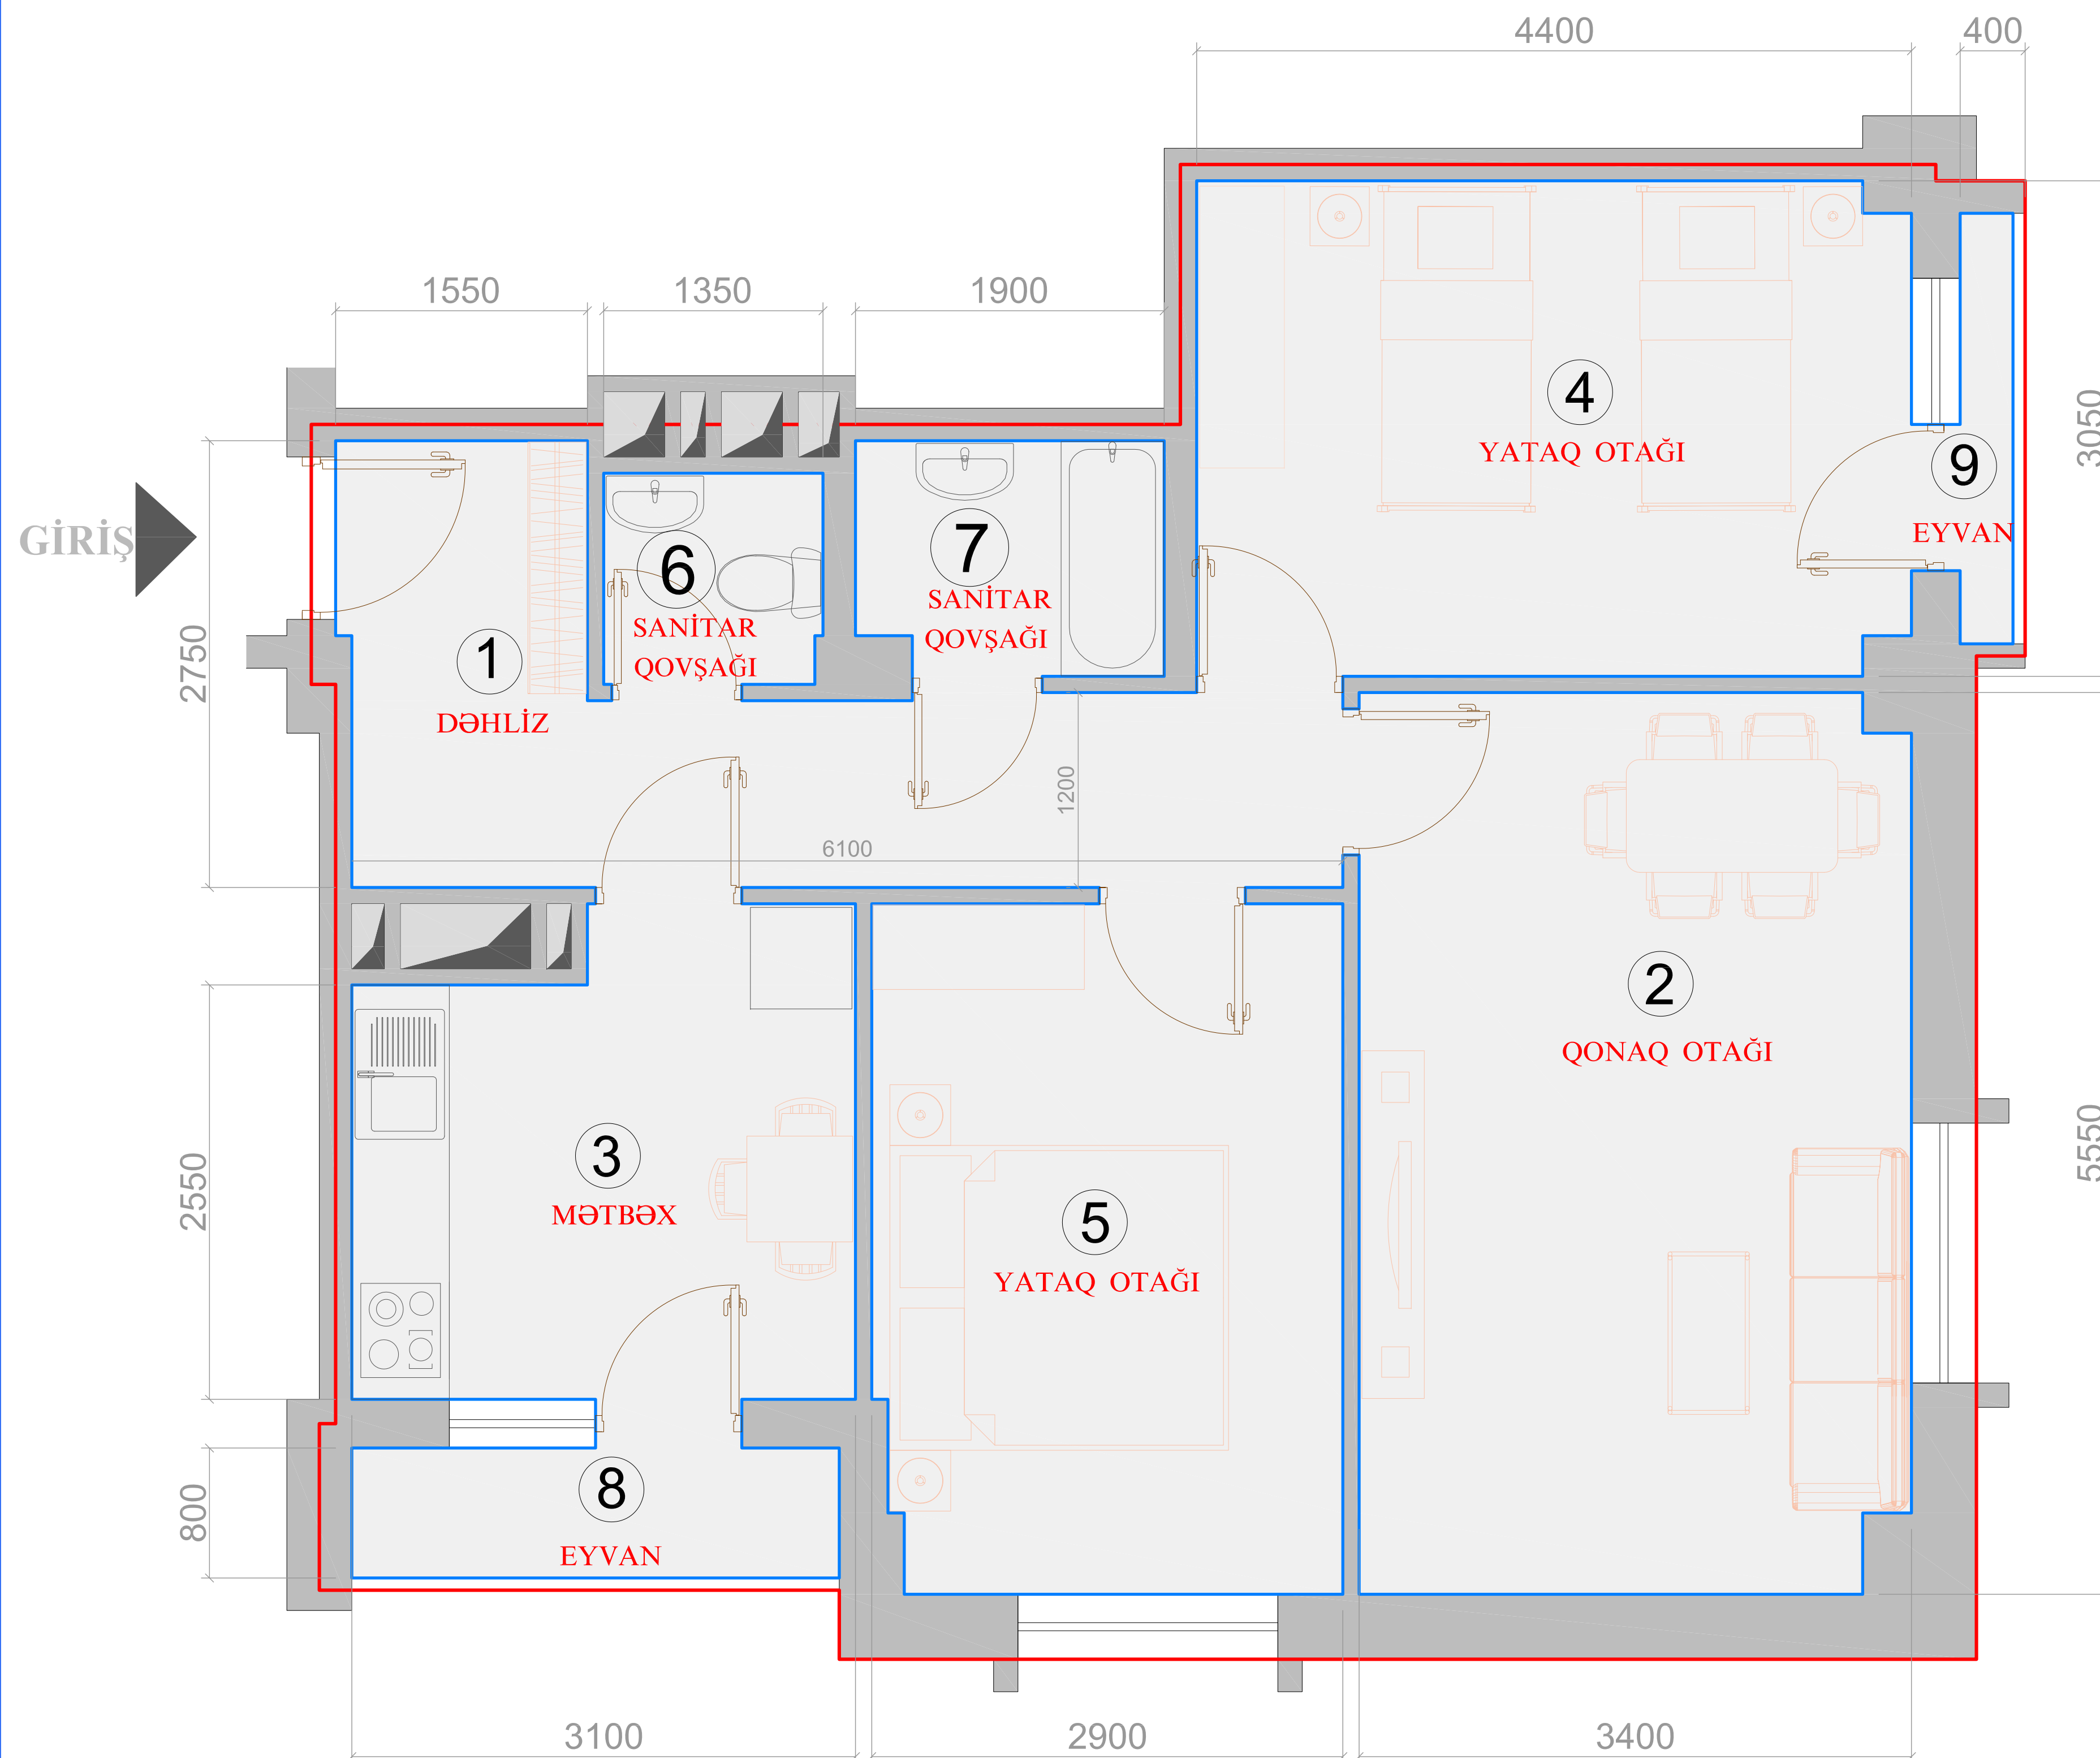 4400
400
1550
1350
1900
4
YATAQ OTAĞI
3050
9
EYVAN
GİRİŞ
6
SANİTAR
QOVŞAĞI
7
SANİTAR
QOVŞAĞI
1
DƏHLİZ
2750
1200
6100
2
QONAQ OTAĞI
3
MƏTBƏX
2550
5
YATAQ OTAĞI
5550
8
EYVAN
800
3100
2900
3400